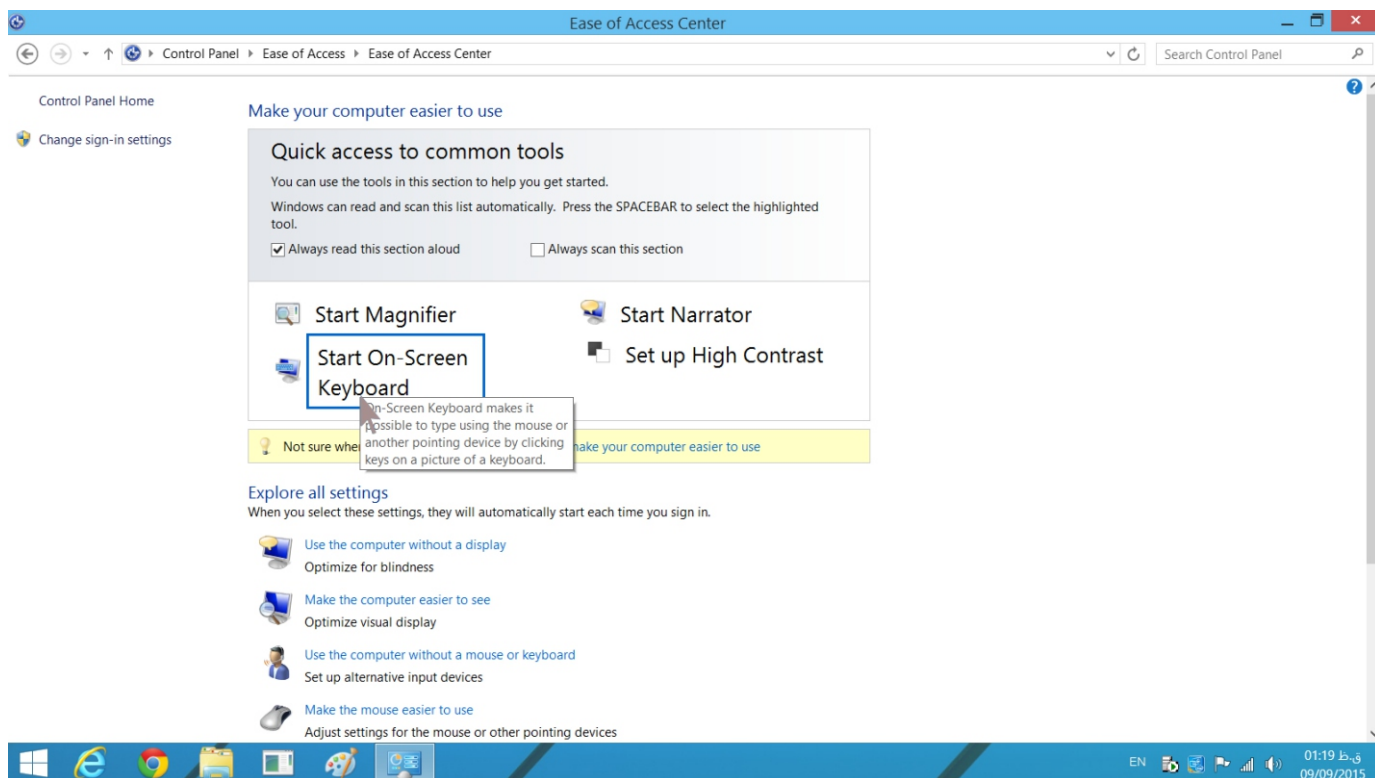 Ease of Access Center
Control Panel Ease of Access Ease of Access Center
Search Control Panel
Control Panel Home
Change sign-in settings
Make your computer easier to use
Quick access to common tools
You can use the tools in this section to help you get started.
Windows can read and scan this list automatically. Press the SPACEBAR to select the highlighted
tool.
Always read this section aloud
Always scan this section
Start Magnifier
Start Narrator
Start On-Screen
Keyboard
Set up High Contrast
On-Screen Keyboard makes it
possible to type using the mouse or
another pointing device by clicking
keys on a picture of a keyboard.
Not sure make your computer easier to use
Explore all settings
When you select these settings, they will automatically start each time you sign in.
Use the computer without a display
Optimize for blindness
Make the computer easier to see
Optimize visual display
Use the computer without a mouse or keyboard
Set up alternative input devices
Make the mouse easier to use
Adjust settings for the mouse or other pointing devices
EN
01:19 ق.ظ
09/09/2015